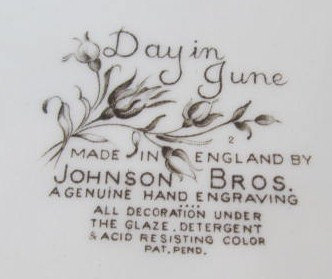 Day in
June
2
MADE IN ENGLAND BY
JOHNSON BROS.
A GENUINE HAND ENGRAVING
ALL DECORATION UNDER
THE GLAZE. DETERGENT
& ACID RESISTING COLOR
PAT. PEND.